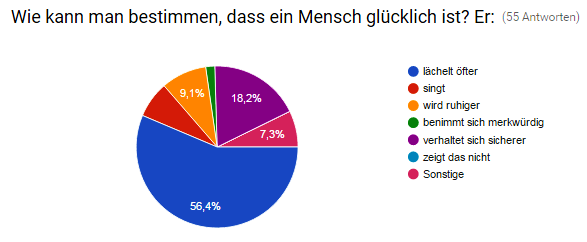 Wie kann man bestimmen, dass ein Mensch glücklich ist? Er: (55 Antworten)
9,1%
18,2%
7,3%
56,4%
lächelt öfter
singt
wird ruhiger
benimmt sich merkwürdig
verhaltet sich sicherer
zeigt das nicht
Sonstige